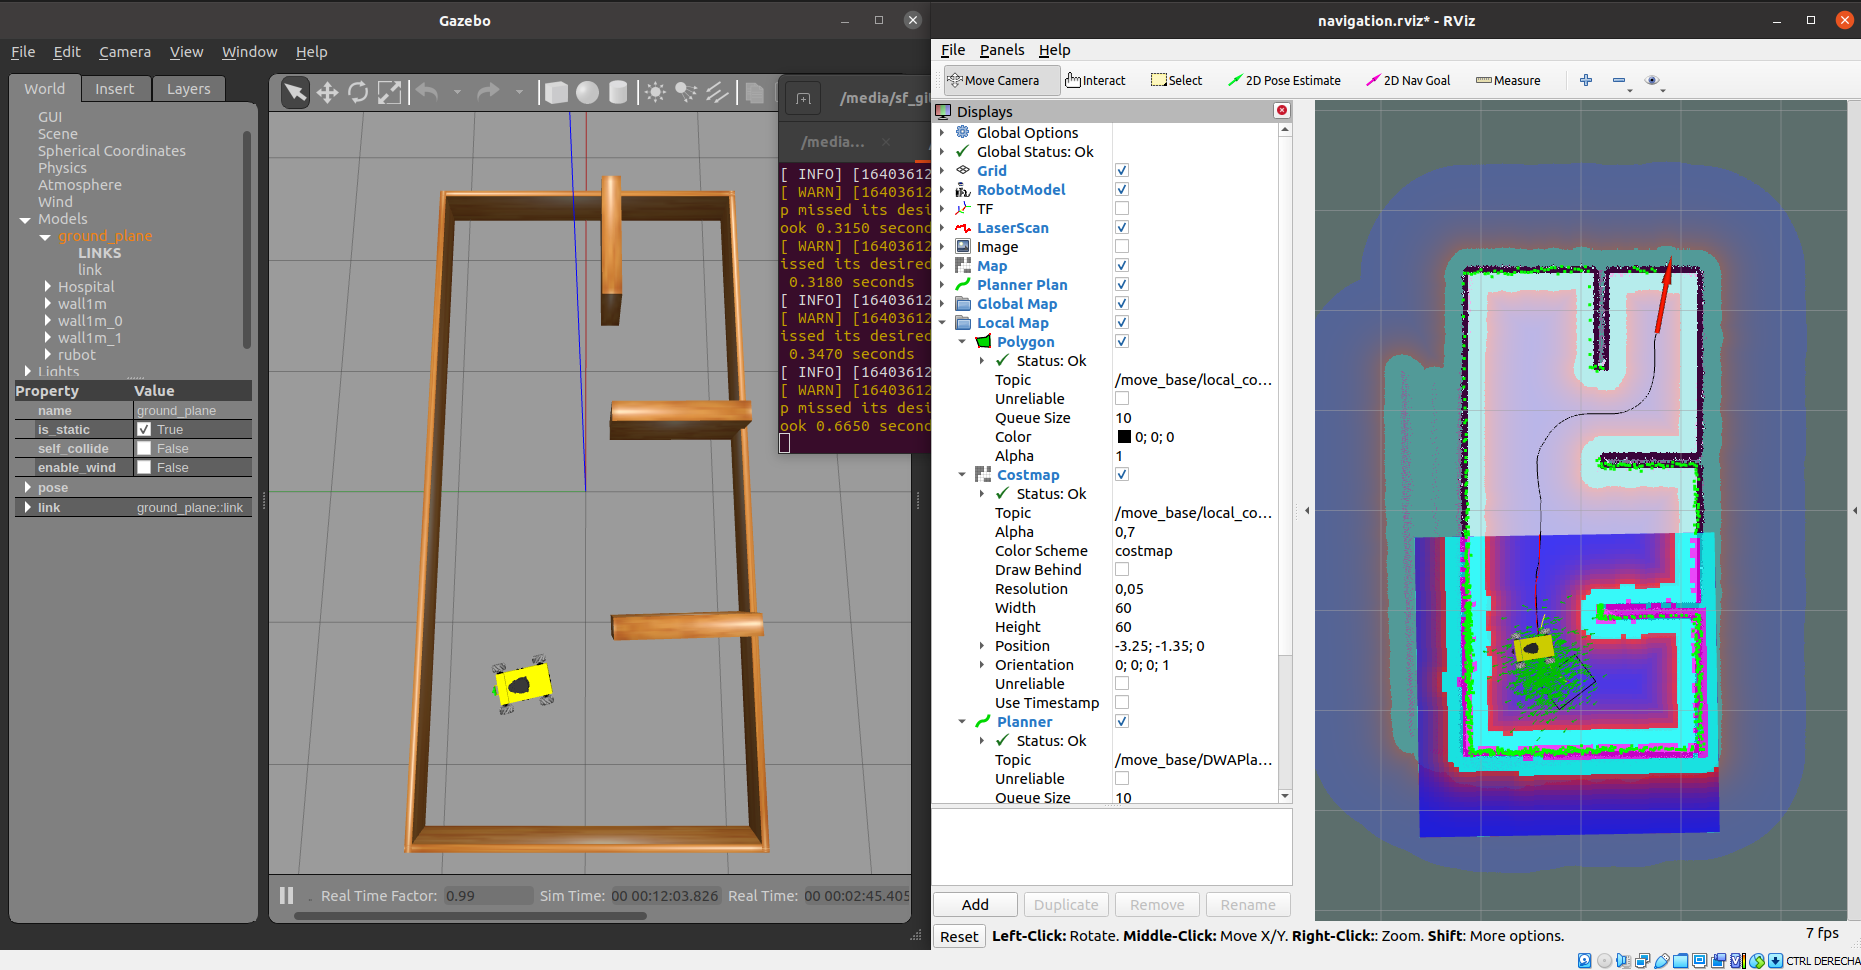 Gazebo
File Edit Camera View Window Help
World Insert Layers
GUI
Scene
Spherical Coordinates
Physics
Atmosphere
Wind
Models
ground_plane
LINKS
link
Hospital
wall1m
wall1m_0
wall1m_1
rubot
Lights
Property Value
name ground_plane
is_static True
self_collide False
enable_wind False
pose
link ground_plane::link
Real Time Factor: 0.99 Sim Time: 00 00:12:03.826 Real Time: 00 00:02:45.405
/media/sf_gi
/media...
[ INFO] [16403612
[ WARN] [16403612
p missed its desi
ook 0.3150 second
[ WARN] [16403612
issed its desired
0.3180 seconds
[ INFO] [16403612
[ WARN] [16403612
issed its desired
0.3470 seconds
[ INFO] [16403612
[ WARN] [16403612
p missed its desi
ook 0.6650 second
navigation.rviz* - RViz
File Panels Help
Move Camera Interact Select 2D Pose Estimate 2D Nav Goal Measure
Displays
Global Options
Global Status: Ok
Grid
RobotModel
TF
LaserScan
Image
Map
Planner Plan
Global Map
Local Map
Polygon
Status: Ok
Topic /move_base/local_co...
Unreliable
Queue Size 10
Color 0; 0; 0
Alpha 1
Costmap
Status: Ok
Topic /move_base/local_co...
Alpha 0,7
Color Scheme costmap
Draw Behind
Resolution 0,05
Width 60
Height 60
Position -3.25; -1.35; 0
Orientation 0; 0; 0; 1
Unreliable
Use Timestamp
Planner
Status: Ok
Topic /move_base/DWAPla...
Unreliable
Queue Size 10
Add Duplicate Remove Rename
Reset Left-Click: Rotate. Middle-Click: Move X/Y. Right-Click:: Zoom. Shift: More options. 7 fps
CTRL DERECHA